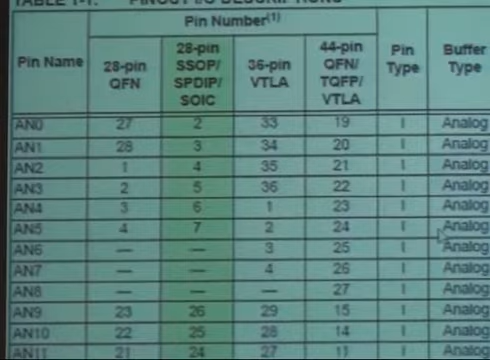 TABLE 1-1: PINOUT I/O DESCRIPTIONS
Pin Number(1)
Pin Name 28-pin QFN 28-pin SSOP/ SPDIP/ SOIC 36-pin VTLA 44-pin QFN/ TQFP/ VTLA Pin Type Buffer Type
AN0 27 2 33 19 I Analog
AN1 28 3 34 20 I Analog
AN2 1 4 35 21 I Analog
AN3 2 5 36 22 I Analog
AN4 3 6 1 23 I Analog
AN5 4 7 2 24 I Analog
AN6 — — 3 25 I Analog
AN7 — — 4 26 I Analog
AN8 — — — 27 I Analog
AN9 23 26 29 15 I Analog
AN10 22 25 28 14 I Analog
AN11 21 24 27 11 I Analog